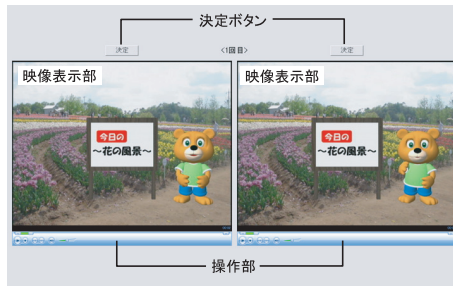 決定ボタン
決定
<1回目>
決定
映像表示部
映像表示部
今日の
～花の風景～
今日の
～花の風景～
操作部